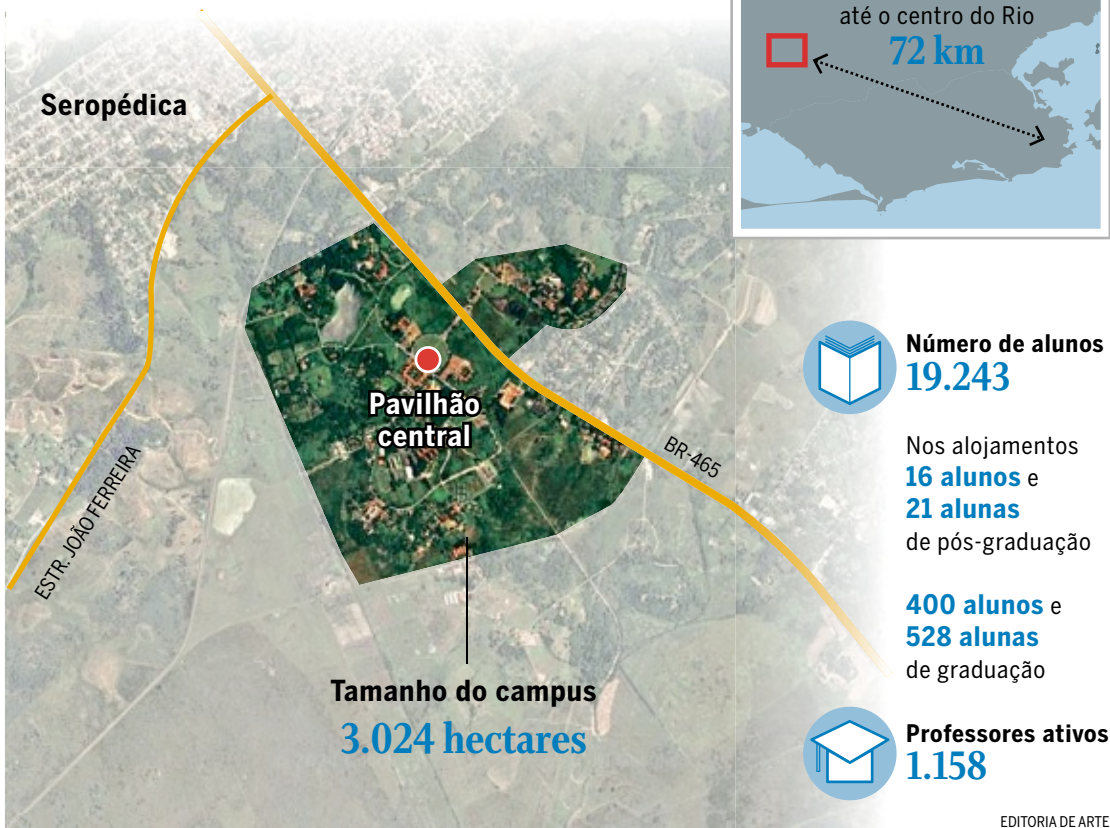 até o centro do Rio
72 km
Seropédica
Pavilhão
central
BR-465
ESTR. JOÃO FERREIRA
Tamanho do campus
3.024 hectares
Número de alunos
19.243
Nos alojamentos
16 alunos e
21 alunas
de pós-graduação
400 alunos e
528 alunas
de graduação
Professores ativos
1.158
EDITORIA DE ARTE